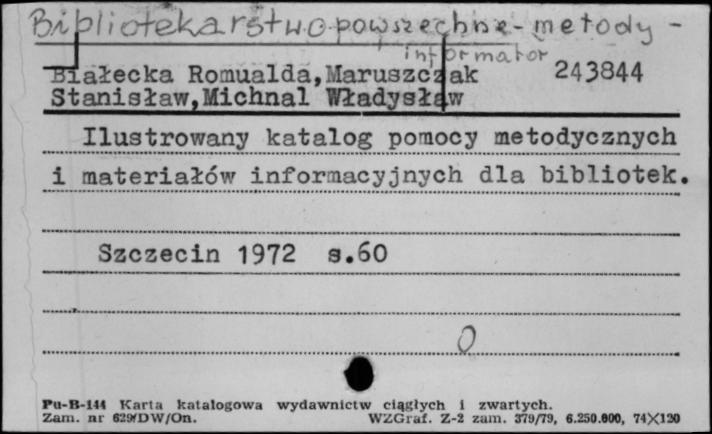 Bibliotekarstwo powszechne - metody -
informator
Białecka Romualda,Maruszczak 243844
Stanisław,Michnal Władysław
Ilustrowany katalog pomocy metodycznych
i materiałów informacyjnych dla bibliotek.
Szczecin 1972 s.60
0
Pu-B-144 Karta katalogowa wydawnictw ciągłych i zwartych.
Zam. nr 629/DW/On. WZGraf. Z-2 zam. 379/79, 6.250.000, 74X120